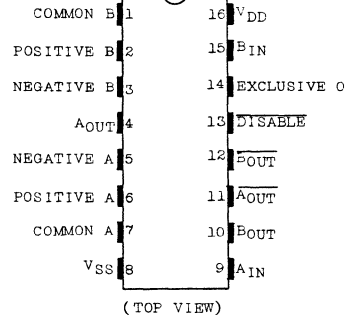 COMMON B 1 16 VDD
POSITIVE B 2 15 BIN
NEGATIVE B 3 14 EXCLUSIVE O
AOUT 4 13 DISABLE
NEGATIVE A 5 12 BOUT
POSITIVE A 6 11 AOUT
COMMON A 7 10 BOUT
VSS 8 9 AIN
(TOP VIEW)